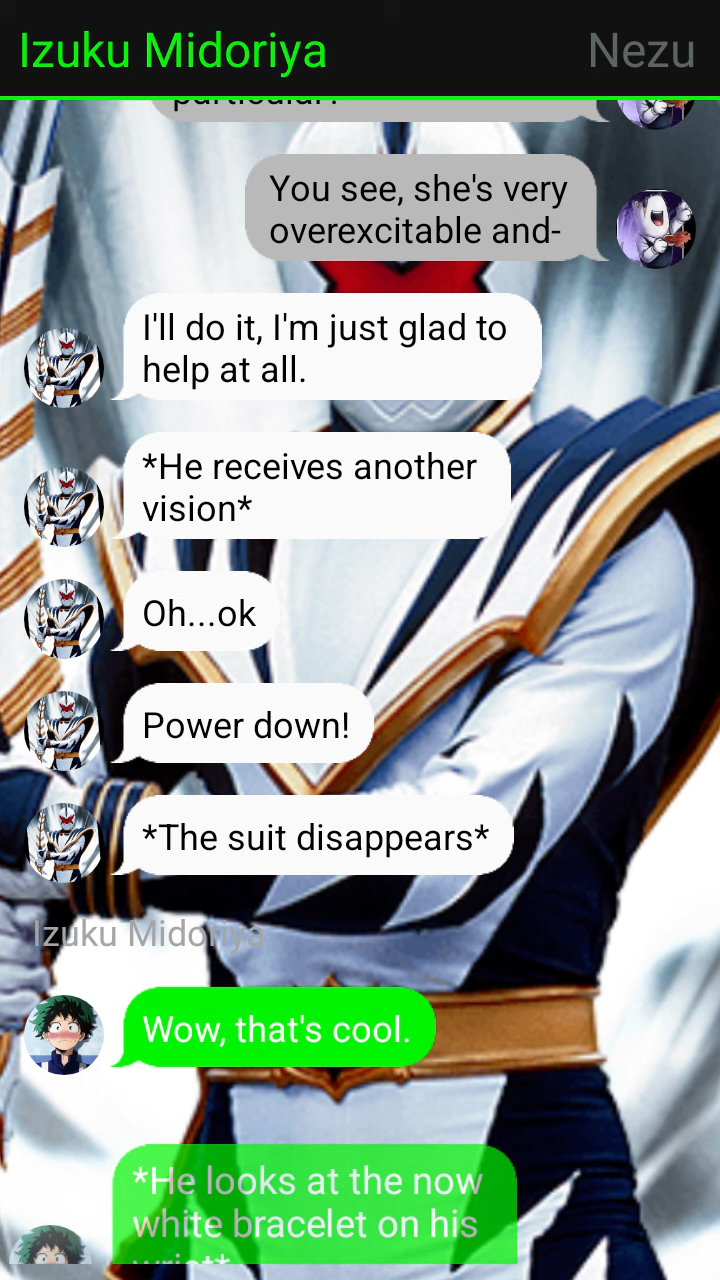 Izuku Midoriya
Nezu
particular?
You see, she's very
overexcitable and-
I'll do it, I'm just glad to
help at all.
*He receives another
vision*
Oh...ok
Power down!
*The suit disappears*
Izuku Midoriya
Wow, that's cool.
*He looks at the now
white bracelet on his
wrist*